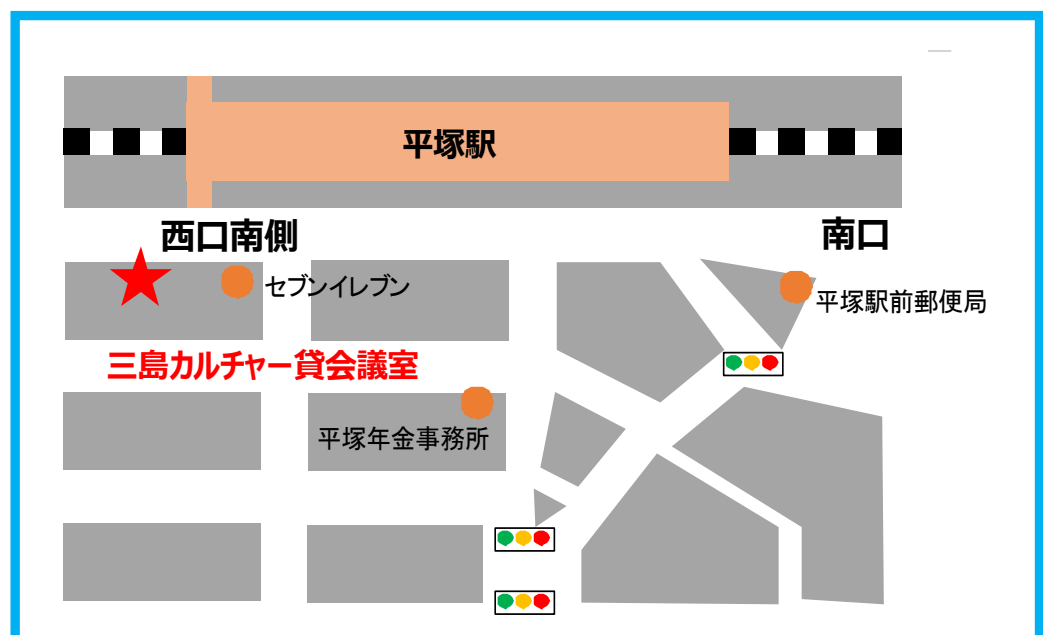 平塚駅
西口南側
南口
セブンイレブン
平塚駅前郵便局
三島カルチャー貸会議室
平塚年金事務所